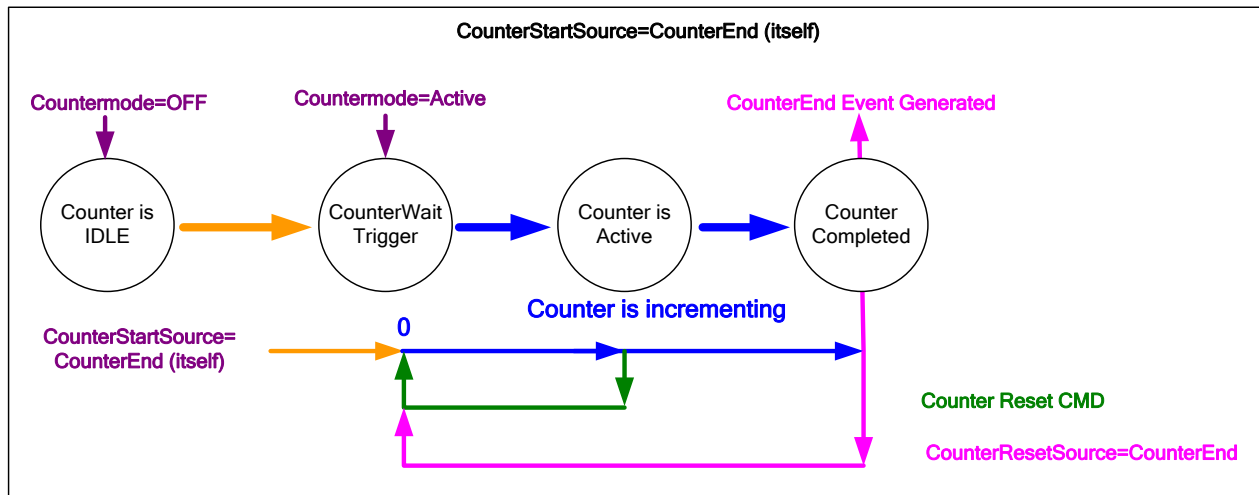 CounterStartSource=CounterEnd (itself)
Countermode=OFF
Countermode=Active
CounterEnd Event Generated
Counter is
IDLE
CounterWait
Trigger
Counter is
Active
Counter
Completed
Counter is incrementing
CounterStartSource=
CounterEnd (itself)
0
Counter Reset CMD
CounterResetSource=CounterEnd